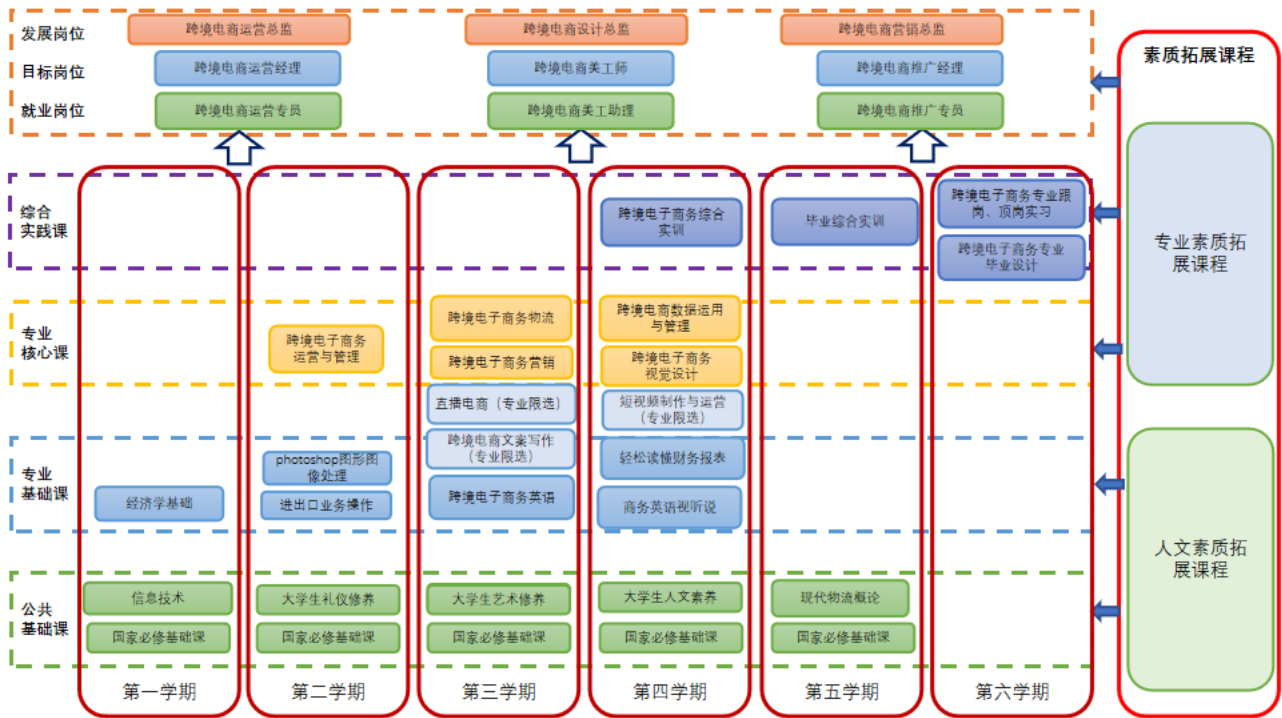 发展岗位
跨境电商运营总监
跨境电商设计总监
跨境电商营销总监
目标岗位
跨境电商运营经理
跨境电商美工师
跨境电商推广经理
就业岗位
跨境电商运营专员
跨境电商美工助理
跨境电商推广专员
素质拓展课程
专业素质拓
展课程
人文素质拓
展课程
综合
实践课
跨境电子商务综合
实训
毕业综合实训
跨境电子商务专业跟
岗、顶岗实习
跨境电子商务专业
毕业设计
专业
核心课
跨境电子商务
运营与管理
跨境电子商务物流
跨境电子商务营销
跨境电商数据运用
与管理
跨境电子商务
视觉设计
直播电商（专业限选）
短视频制作与运营
（专业限选）
跨境电商文案写作
（专业限选）
专业
基础课
经济学基础
photoshop图形图
像处理
进出口业务操作
跨境电子商务英语
轻松读懂财务报表
商务英语视听说
公共
基础课
信息技术
大学生礼仪修养
大学生艺术修养
大学生人文素养
现代物流概论
国家必修基础课
国家必修基础课
国家必修基础课
国家必修基础课
国家必修基础课
第一学期
第二学期
第三学期
第四学期
第五学期
第六学期